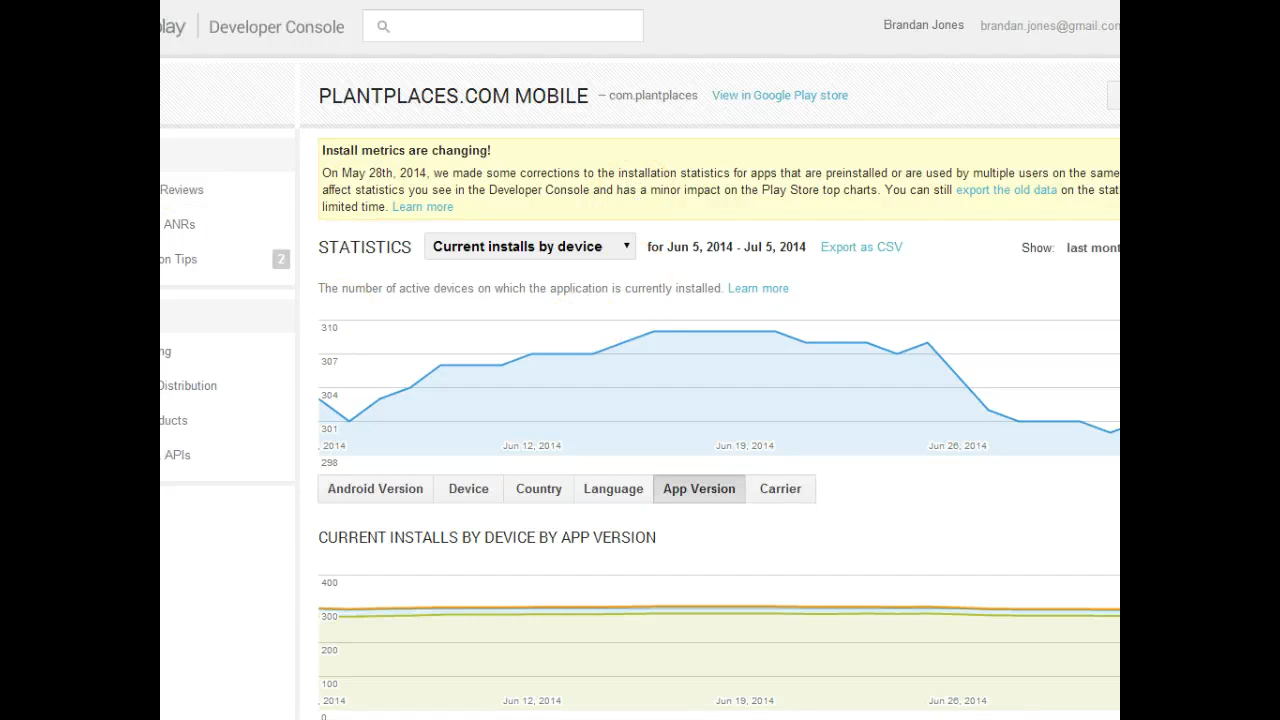 play Developer Console Brandan Jones brandan.jones@gmail.com
PLANTPLACES.COM MOBILE – com.plantplaces View in Google Play store
Install metrics are changing!
On May 28th, 2014, we made some corrections to the installation statistics for apps that are preinstalled or are used by multiple users on the same
affect statistics you see in the Developer Console and has a minor impact on the Play Store top charts. You can still export the old data on the stat
limited time. Learn more
Reviews
ANRs
on Tips 2
ng
Distribution
ducts
APIs
STATISTICS Current installs by device for Jun 5, 2014 - Jul 5, 2014 Export as CSV Show: last mont
The number of active devices on which the application is currently installed. Learn more
310
307
304
301
, 2014 Jun 12, 2014 Jun 19, 2014 Jun 26, 2014
298
Android Version Device Country Language App Version Carrier
CURRENT INSTALLS BY DEVICE BY APP VERSION
400
300
200
100
, 2014 Jun 12, 2014 Jun 19, 2014 Jun 26, 2014
0